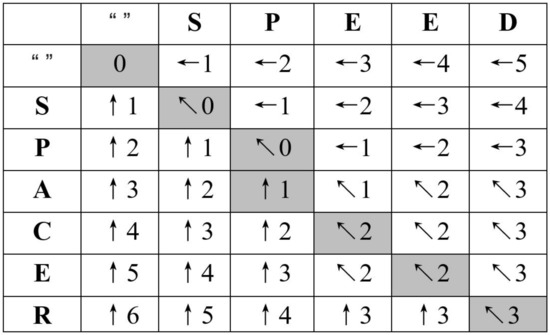 “ ” S P E E D
“ ” 0 ←1 ←2 ←3 ←4 ←5
S ↑1 ↖0 ←1 ←2 ←3 ←4
P ↑2 ↑1 ↖0 ←1 ←2 ←3
A ↑3 ↑2 ↑1 ↖1 ↖2 ↖3
C ↑4 ↑3 ↑2 ↖2 ↖2 ↖3
E ↑5 ↑4 ↑3 ↖2 ↖2 ↖3
R ↑6 ↑5 ↑4 ↑3 ↑3 ↖3